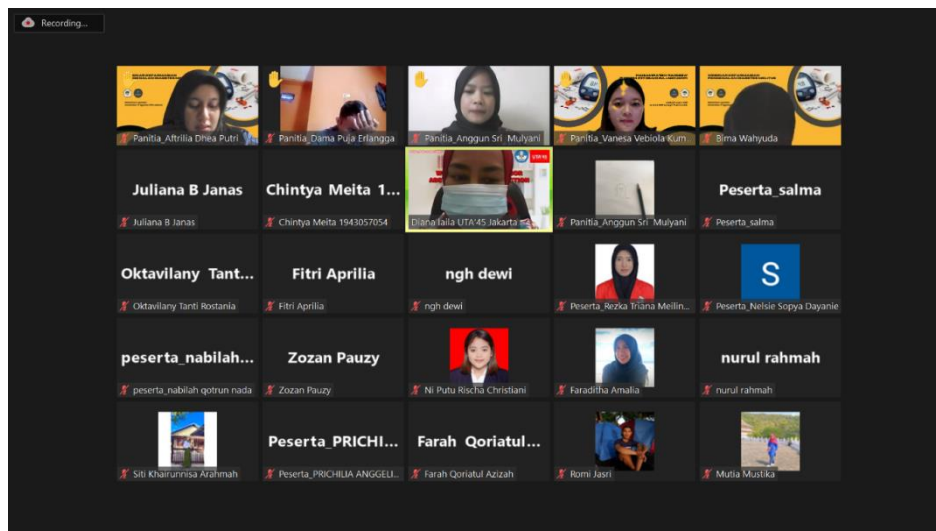 Recording...
Panitia_Aftrilia Dhea Putri
Panitia_Dama Puja Erlangga
Panitia_Anggun Sri Mulyani
Panitia_Vanesa Vebiola Kum...
Bima Wahyuda
Juliana B Janas
Juliana B Janas
Chintya Meita 1...
Chintya Meita 1943057054
Diana laila UTA'45 Jakarta
Panitia_Anggun Sri Mulyani
Peserta_salma
Peserta_salma
Oktavilany Tant...
Oktavilany Tanti Rostania
Fitri Aprilia
Fitri Aprilia
ngh dewi
ngh dewi
Peserta_Rezka Triana Meilin...
S
Peserta_Nelsie Sopya Dayanie
peserta_nabilah...
peserta_nabilah qotrun nada
Zozan Pauzy
Zozan Pauzy
Ni Putu Rischa Christiani
Faraditha Amalia
nurul rahmah
nurul rahmah
Siti Khairunnisa Arahmah
Peserta_PRICHI...
Peserta_PRICHILIA ANGGELI...
Farah Qoriatul...
Farah Qoriatul Azizah
Romi Jasri
Mutia Mustika